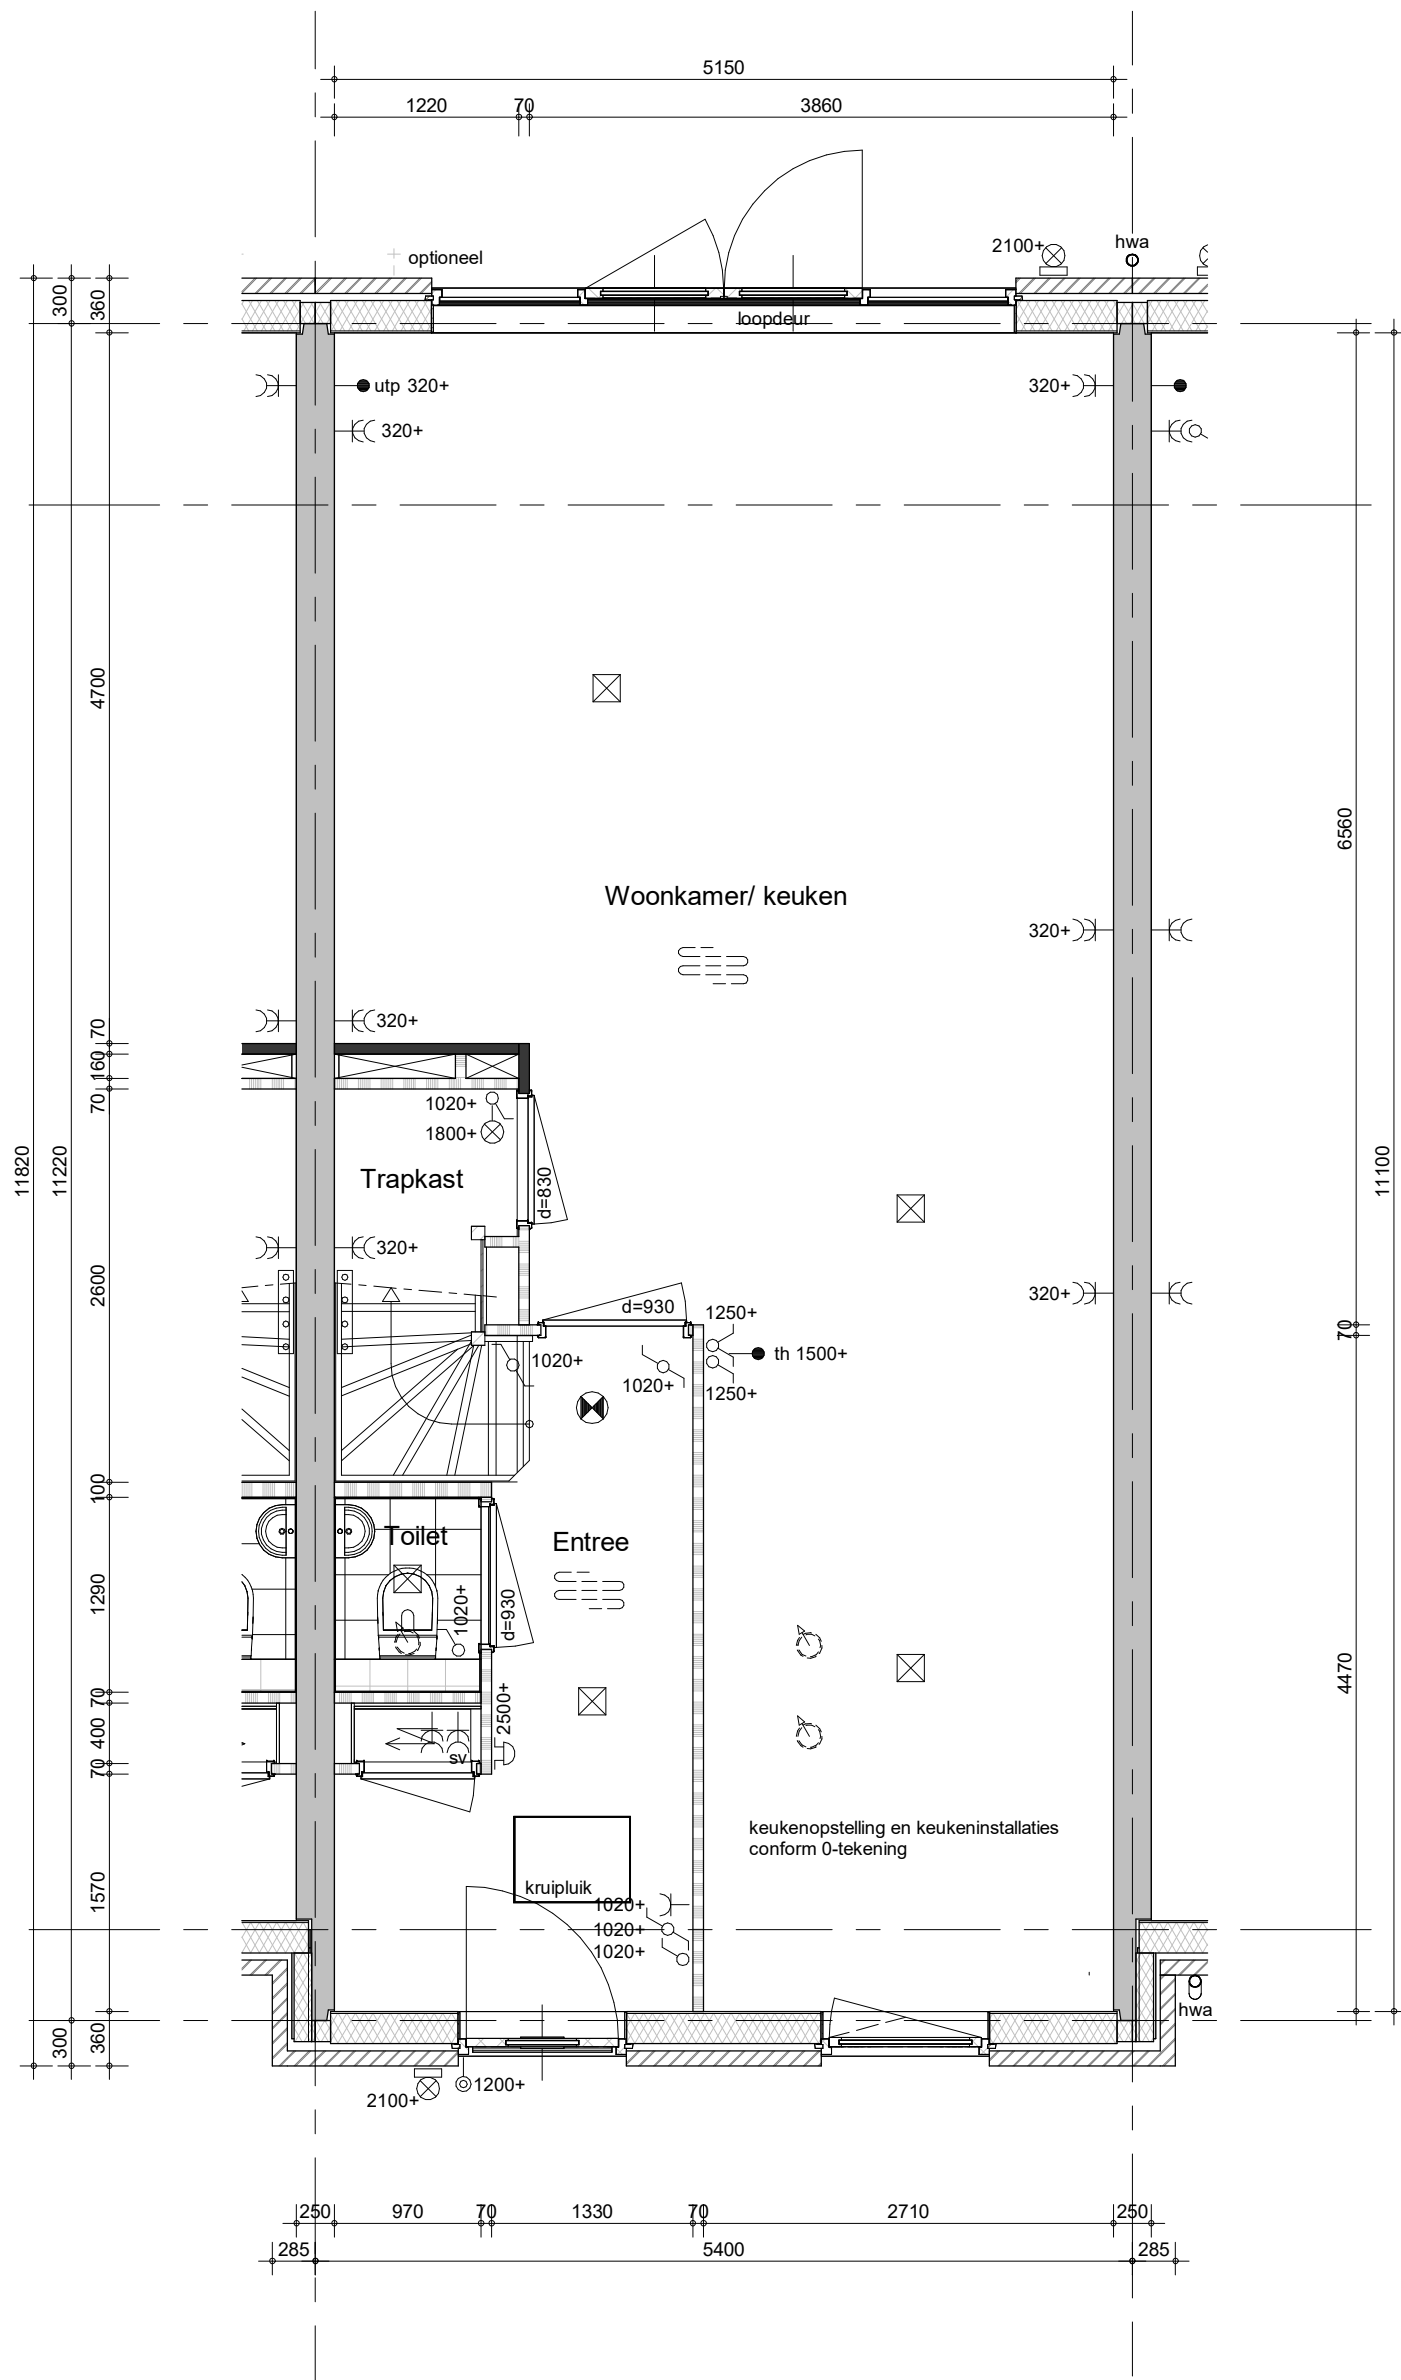 5150
1220 70 3860
optioneel
2100+
hwa
loopdeur
300
360
utp 320+
320+
320+
4700
6560
Woonkamer/ keuken
320+
320+
70
160
70
1020+
1800+
Trapkast
d=830
11820
11220
11100
320+
2600
320+
d=930
1250+
70
th 1500+
1020+
1020+
1250+
100
Toilet
Entree
1290
1020+
d=930
4470
70
2500+
400
sv
70
keukenopstelling en keukeninstallaties
conform 0-tekening
kruipluik
1570
1020+
1020+
1020+
hwa
300
360
1200+
2100+
250 970 70 1330 70 2710 250
285 5400 285